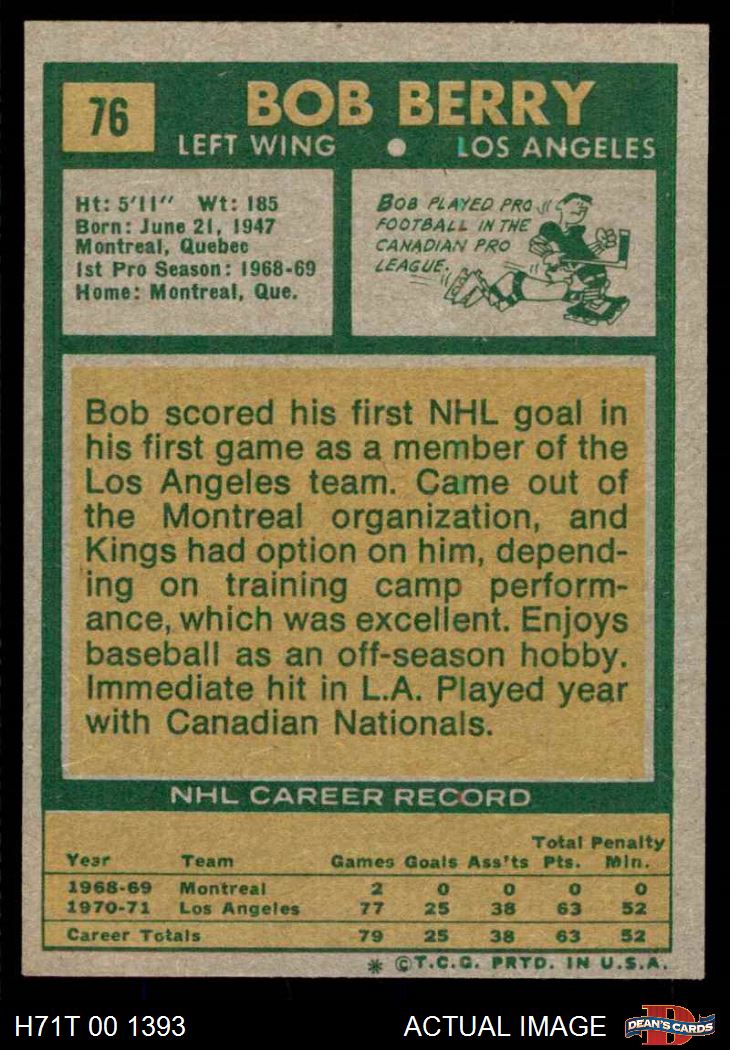 76
BOB BERRY
LEFT WING • LOS ANGELES
Ht: 5'11" Wt: 185
Born: June 21, 1947
Montreal, Quebec
1st Pro Season: 1968-69
Home: Montreal, Que.
BOB PLAYED PRO
FOOTBALL IN THE
CANADIAN PRO
LEAGUE.
Bob scored his first NHL goal in
his first game as a member of the
Los Angeles team. Came out of
the Montreal organization, and
Kings had option on him, depend-
ing on training camp perform-
ance, which was excellent. Enjoys
baseball as an off-season hobby.
Immediate hit in L.A. Played year
with Canadian Nationals.
NHL CAREER RECORD
Total Penalty
Year Team Games Goals Ass'ts Pts. Min.
1968-69 Montreal 2 0 0 0 0
1970-71 Los Angeles 77 25 38 63 52
Career Totals 79 25 38 63 52
* ©T.C.G. PRTD. IN U.S.A.
H71T 00 1393 ACTUAL IMAGE
D
DEAN'S CARDS